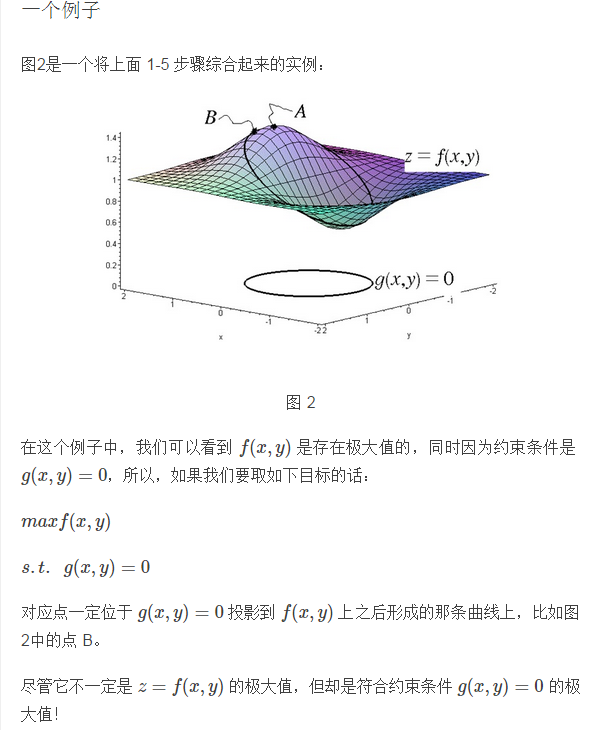 一个例子
图2是一个将上面 1-5 步骤综合起来的实例：
B
A
z = f(x,y)
1.4
1.2
1
0.8
0.6
0.4
0.2
0
g(x,y) = 0
2
1
0
-1
-2
x
2
1
0
-1
-2
y
图 2
在这个例子中，我们可以看到 f(x, y) 是存在极大值的，同时因为约束条件是
g(x, y) = 0，所以，如果我们要取如下目标的话：
maxf(x, y)
s.t. g(x, y) = 0
对应点一定位于 g(x, y) = 0 投影到 f(x, y) 上之后形成的那条曲线上，比如图
2中的点 B。
尽管它不一定是 z = f(x, y) 的极大值，但却是符合约束条件 g(x, y) = 0 的极
大值！